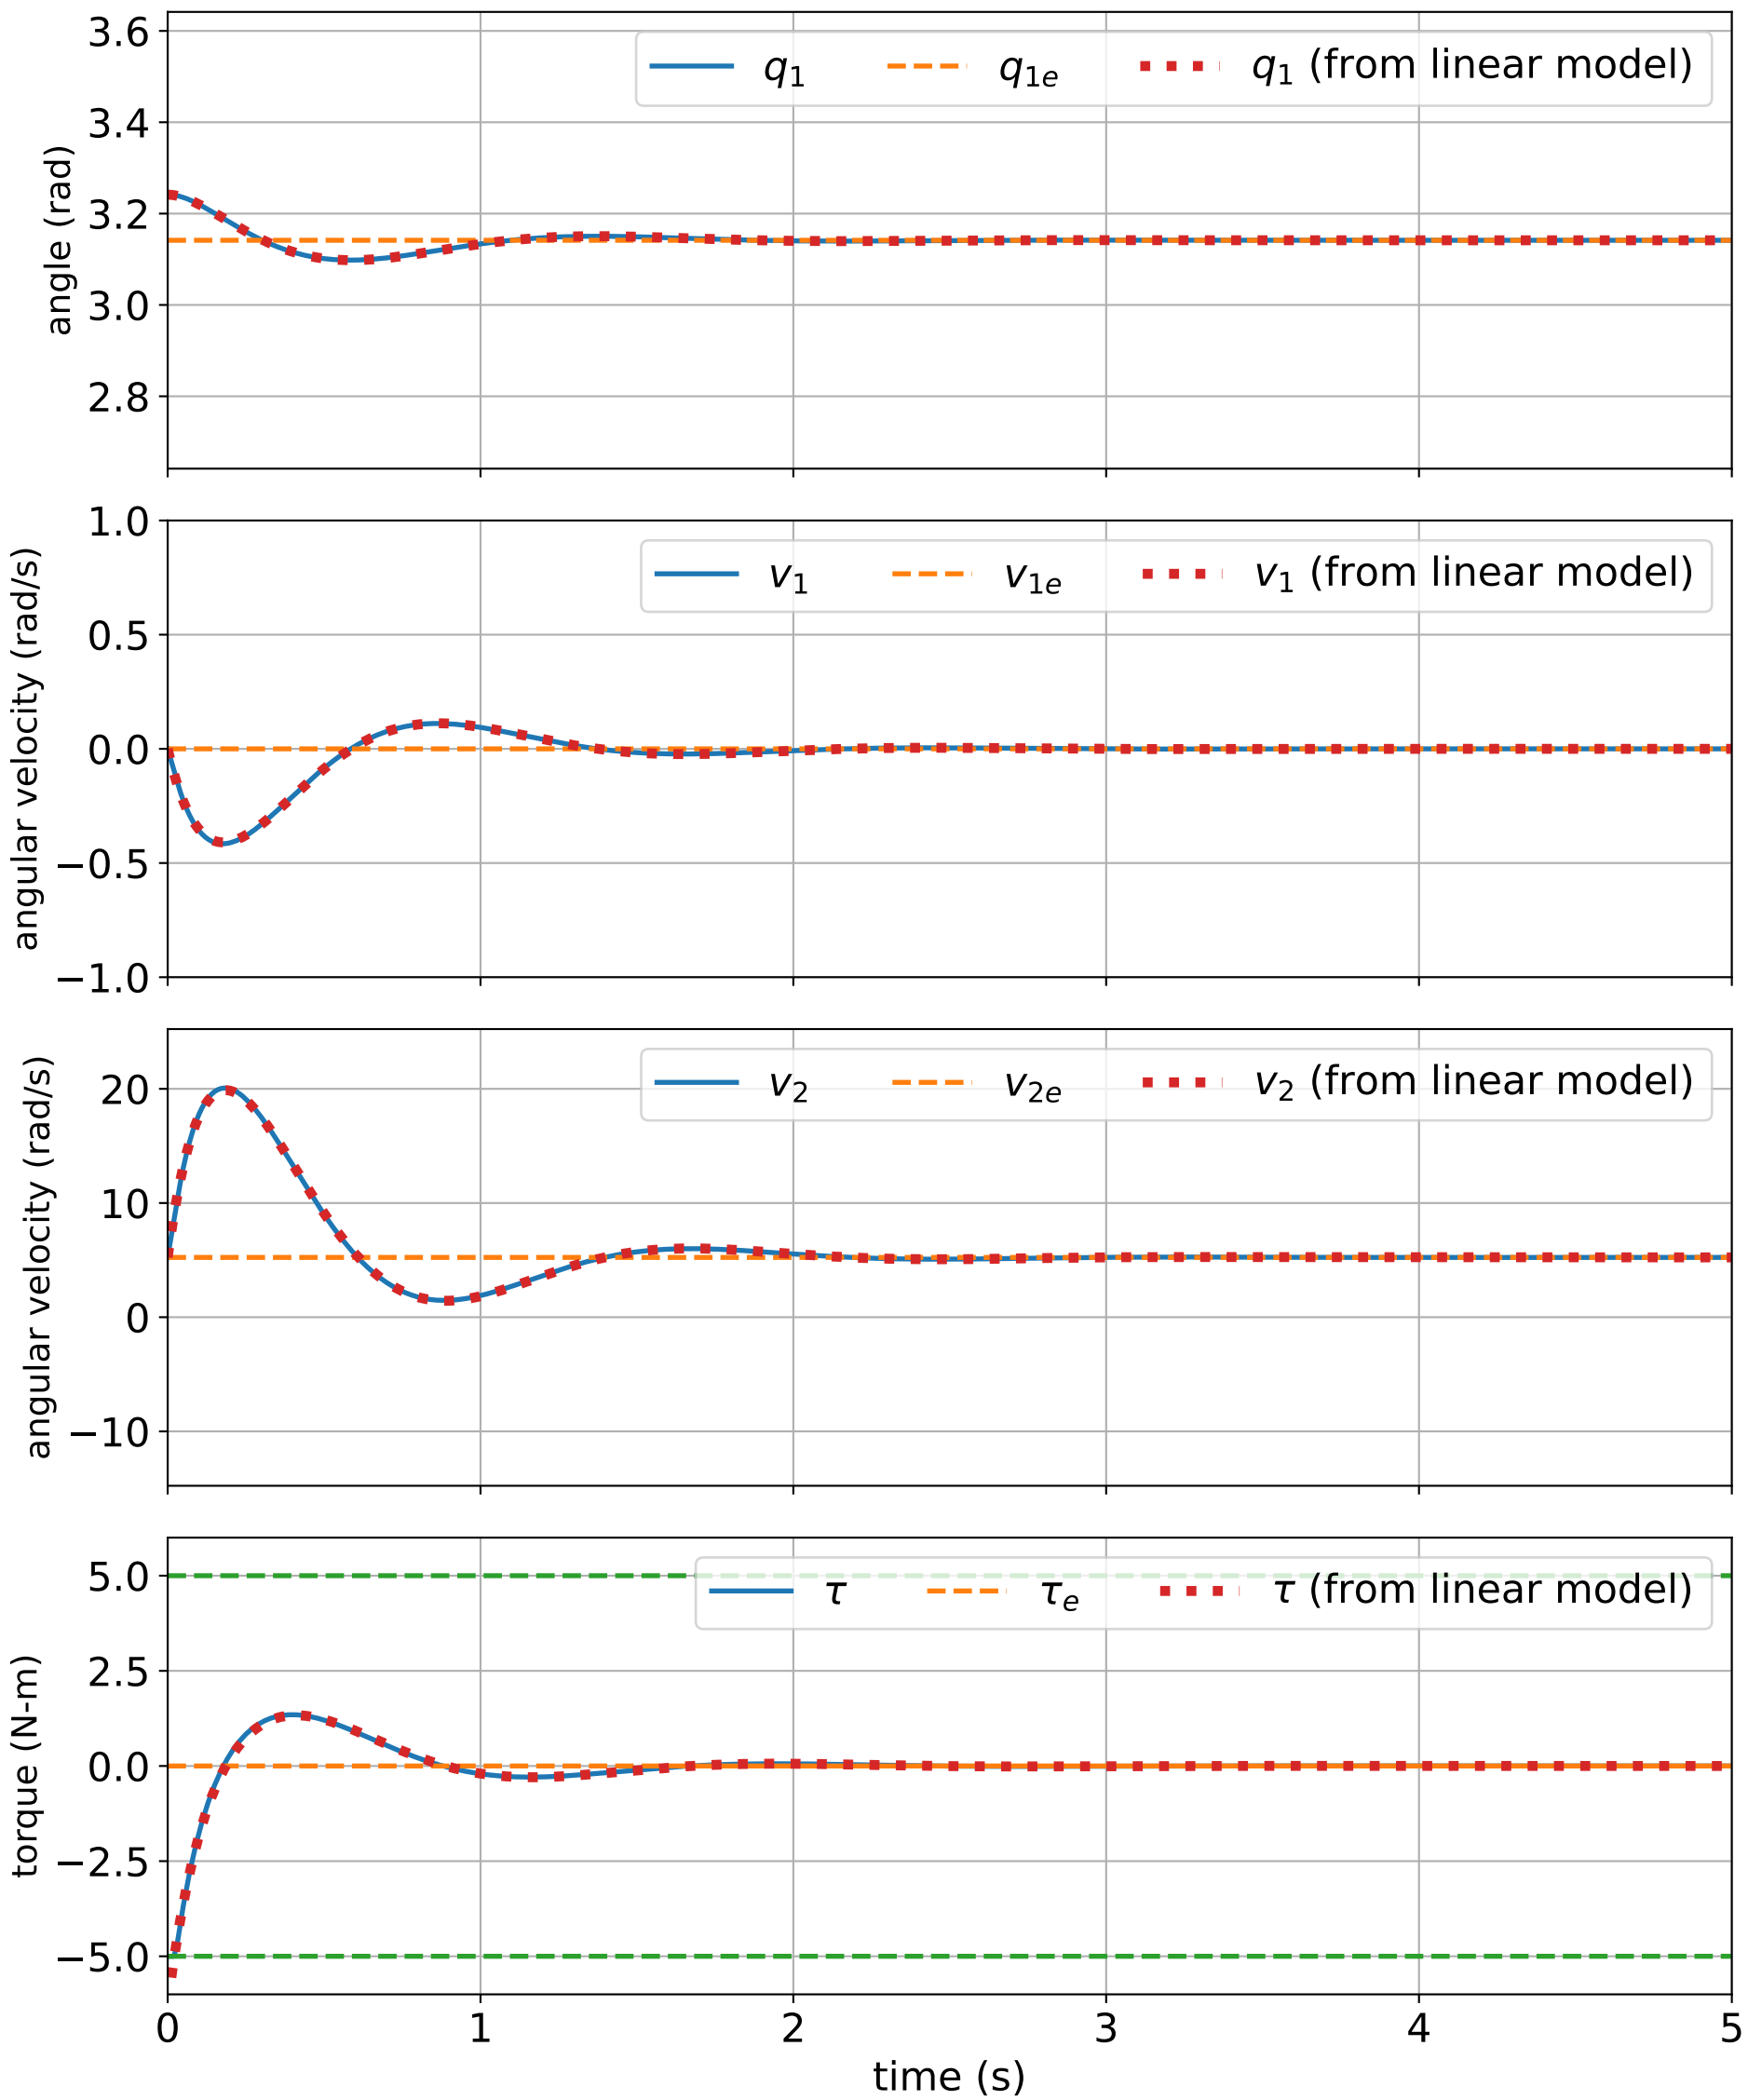 3.6
3.4
3.2
3.0
2.8
angle (rad)
q₁ q₁ₑ q₁ (from linear model)
1.0
0.5
0.0
−0.5
−1.0
angular velocity (rad/s)
v₁ v₁ₑ v₁ (from linear model)
20
10
0
−10
angular velocity (rad/s)
v₂ v₂ₑ v₂ (from linear model)
5.0
2.5
0.0
−2.5
−5.0
torque (N-m)
τ τₑ τ (from linear model)
0 1 2 3 4 5
time (s)